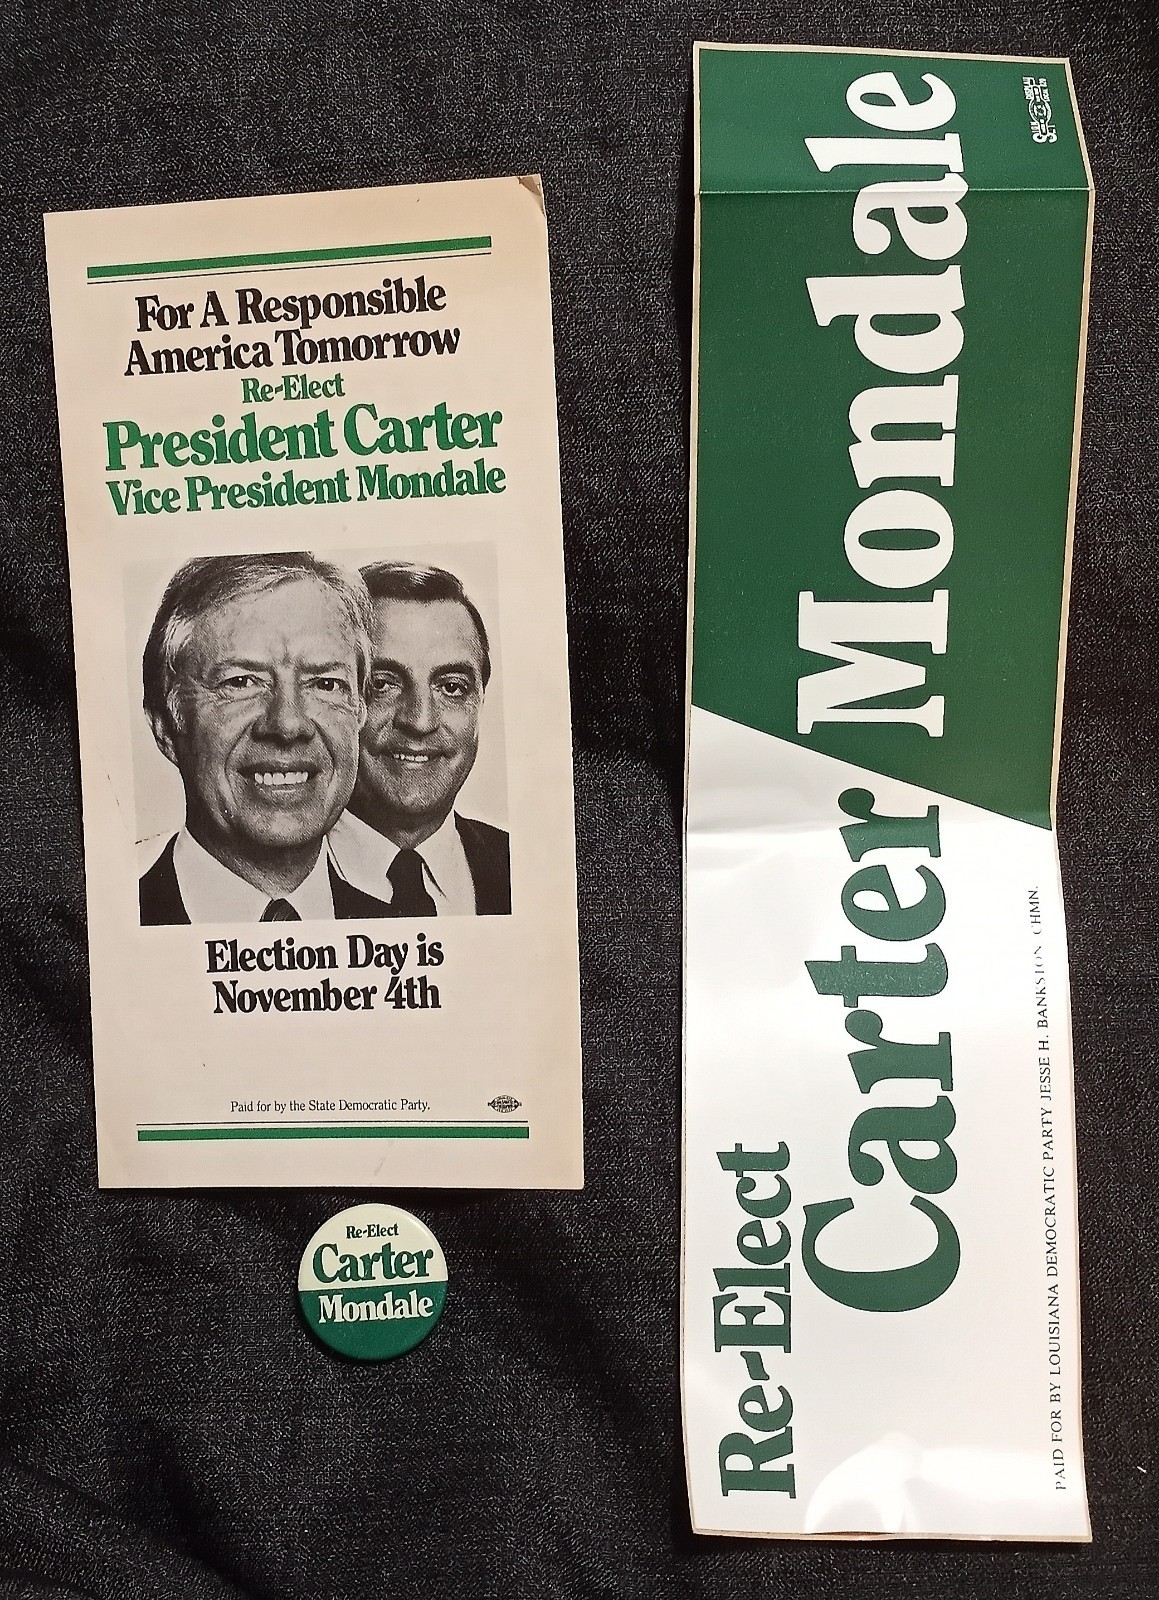 For A Responsible
America Tomorrow
Re-Elect
President Carter
Vice President Mondale
Election Day is
November 4th
Paid for by the State Democratic Party.
Re-Elect
Carter
Mondale
Re-Elect
Carter Mondale
PAID FOR BY LOUISIANA DEMOCRATIC PARTY JESSE H. BANKSTON CHMN.